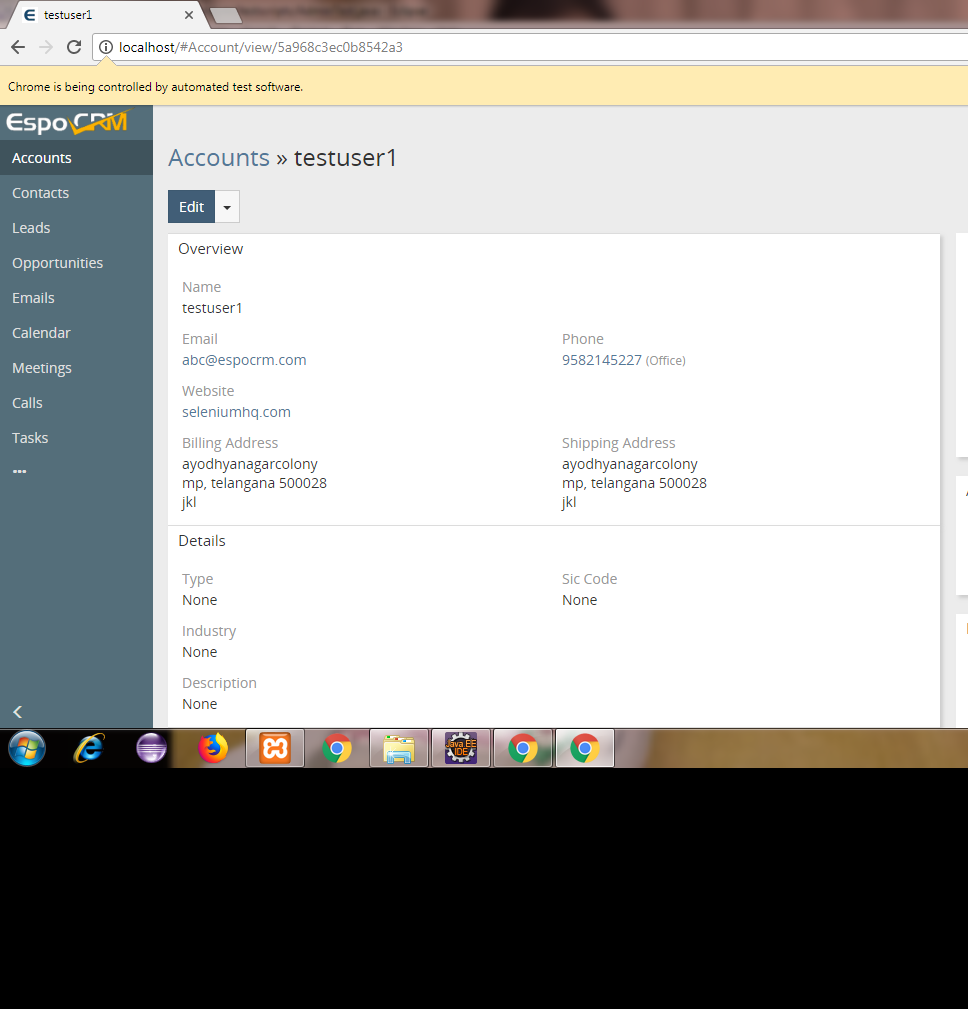 testuser1
localhost/#Account/view/5a968c3ec0b8542a3
Chrome is being controlled by automated test software.
EspoCRM
Accounts
Contacts
Leads
Opportunities
Emails
Calendar
Meetings
Calls
Tasks
Accounts » testuser1
Edit
Overview
Name
testuser1
Email
abc@espocrm.com
Phone
9582145227 (Office)
Website
seleniumhq.com
Billing Address
ayodhyanagarcolony
mp, telangana 500028
jkl
Shipping Address
ayodhyanagarcolony
mp, telangana 500028
jkl
Details
Type
None
Sic Code
None
Industry
None
Description
None
Java EE
IDE